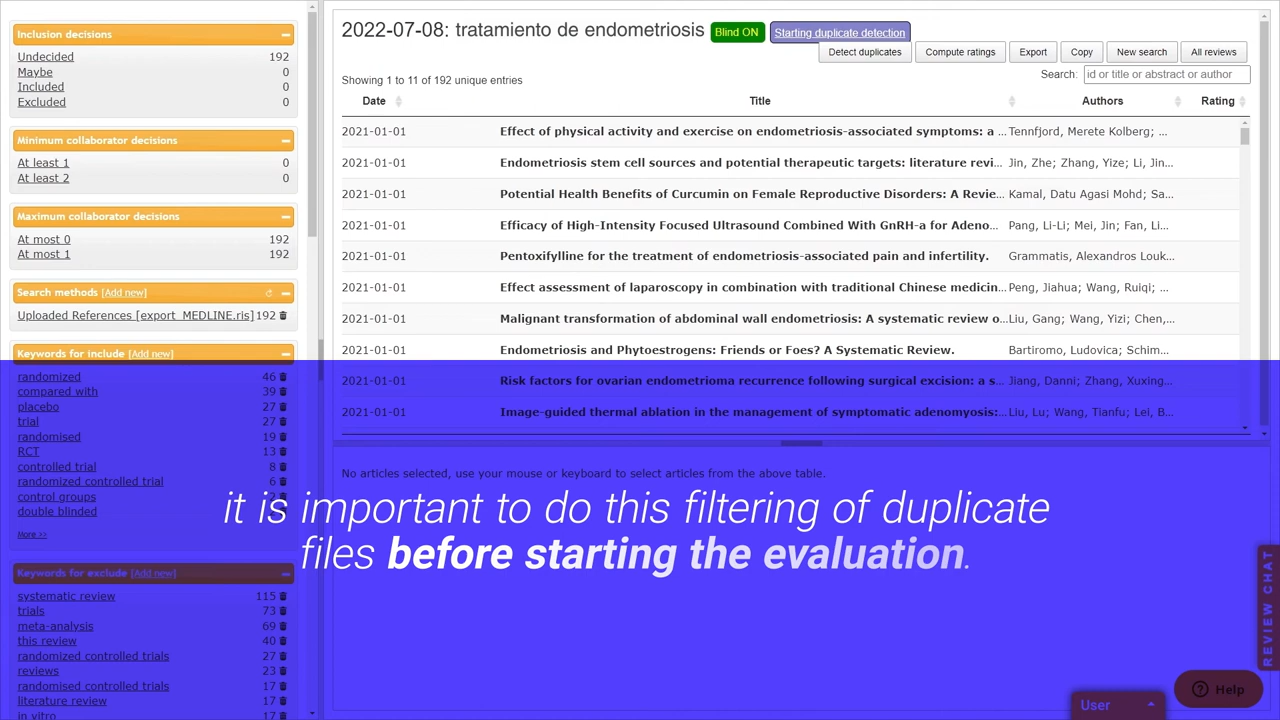 Inclusion decisions
Undecided 192
Maybe 0
Included 0
Excluded 0
Minimum collaborator decisions
At least 1 0
At least 2 0
Maximum collaborator decisions
At most 0 192
At most 1 192
Search methods [Add new]
Uploaded References [export_MEDLINE.ris] 192
Keywords for include [Add new]
randomized 46
compared with 39
placebo 27
trial 27
randomised 19
RCT 13
controlled trial 8
randomized controlled trial 6
control groups 2
double blinded
More >>
Keywords for exclude [Add new]
systematic review 115
trials 73
meta-analysis 69
this review 40
randomized controlled trials 27
reviews 23
randomised controlled trials 17
literature review 17
in vitro 17
2022-07-08: tratamiento de endometriosis Blind ON Starting duplicate detection
Detect duplicates Compute ratings Export Copy New search All reviews
Showing 1 to 11 of 192 unique entries
Search: id or title or abstract or author
Date Title Authors Rating
2021-01-01 Effect of physical activity and exercise on endometriosis-associated symptoms: a ... Tennfjord, Merete Kolberg; ...
2021-01-01 Endometriosis stem cell sources and potential therapeutic targets: literature revi... Jin, Zhe; Zhang, Yize; Li, Jin...
2021-01-01 Potential Health Benefits of Curcumin on Female Reproductive Disorders: A Revie... Kamal, Datu Agasi Mohd; Sa...
2021-01-01 Efficacy of High-Intensity Focused Ultrasound Combined With GnRH-a for Adeno... Pang, Li-Li; Mei, Jin; Fan, Li...
2021-01-01 Pentoxifylline for the treatment of endometriosis-associated pain and infertility. Grammatis, Alexandros Louk...
2021-01-01 Effect assessment of laparoscopy in combination with traditional Chinese medicin... Peng, Jiahua; Wang, Ruiqi; ...
2021-01-01 Malignant transformation of abdominal wall endometriosis: A systematic review o... Liu, Gang; Wang, Yizi; Chen,...
2021-01-01 Endometriosis and Phytoestrogens: Friends or Foes? A Systematic Review. Bartiromo, Ludovica; Schim...
2021-01-01 Risk factors for ovarian endometrioma recurrence following surgical excision: a s... Jiang, Danni; Zhang, Xuxing...
2021-01-01 Image-guided thermal ablation in the management of symptomatic adenomyosis:... Liu, Lu; Wang, Tianfu; Lei, B...
No articles selected, use your mouse or keyboard to select articles from the above table.
it is important to do this filtering of duplicate
files before starting the evaluation.
REVIEW CHAT
Help
User